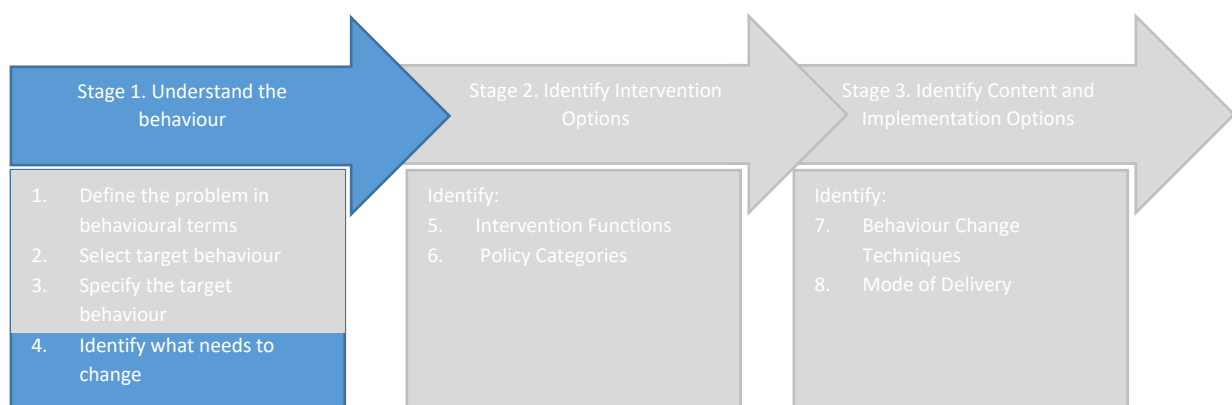 Stage 1. Understand the
behaviour
1. Define the problem in
behavioural terms
2. Select target behaviour
3. Specify the target
behaviour
4. Identify what needs to
change
Stage 2. Identify Intervention
Options
Identify:
5. Intervention Functions
6. Policy Categories
Stage 3. Identify Content and
Implementation Options
Identify:
7. Behaviour Change
Techniques
8. Mode of Delivery